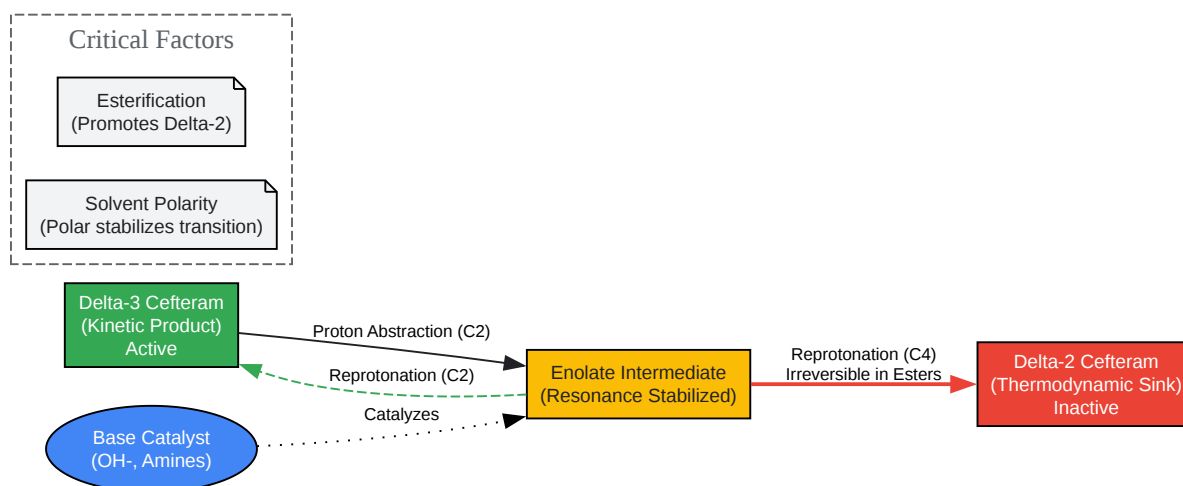 Critical Factors
Esterification
(Promotes Delta-2)
Solvent Polarity
(Polar stabilizes transition)
Delta-3 Cefteram
(Kinetic Product)
Active
Proton Abstraction (C2)
Reprotonation (C2)
Catalyzes
Base Catalyst
(OH-, Amines)
Enolate Intermediate
(Resonance Stabilized)
Reprotonation (C4)
Irreversible in Esters
Delta-2 Cefteram
(Thermodynamic Sink)
Inactive